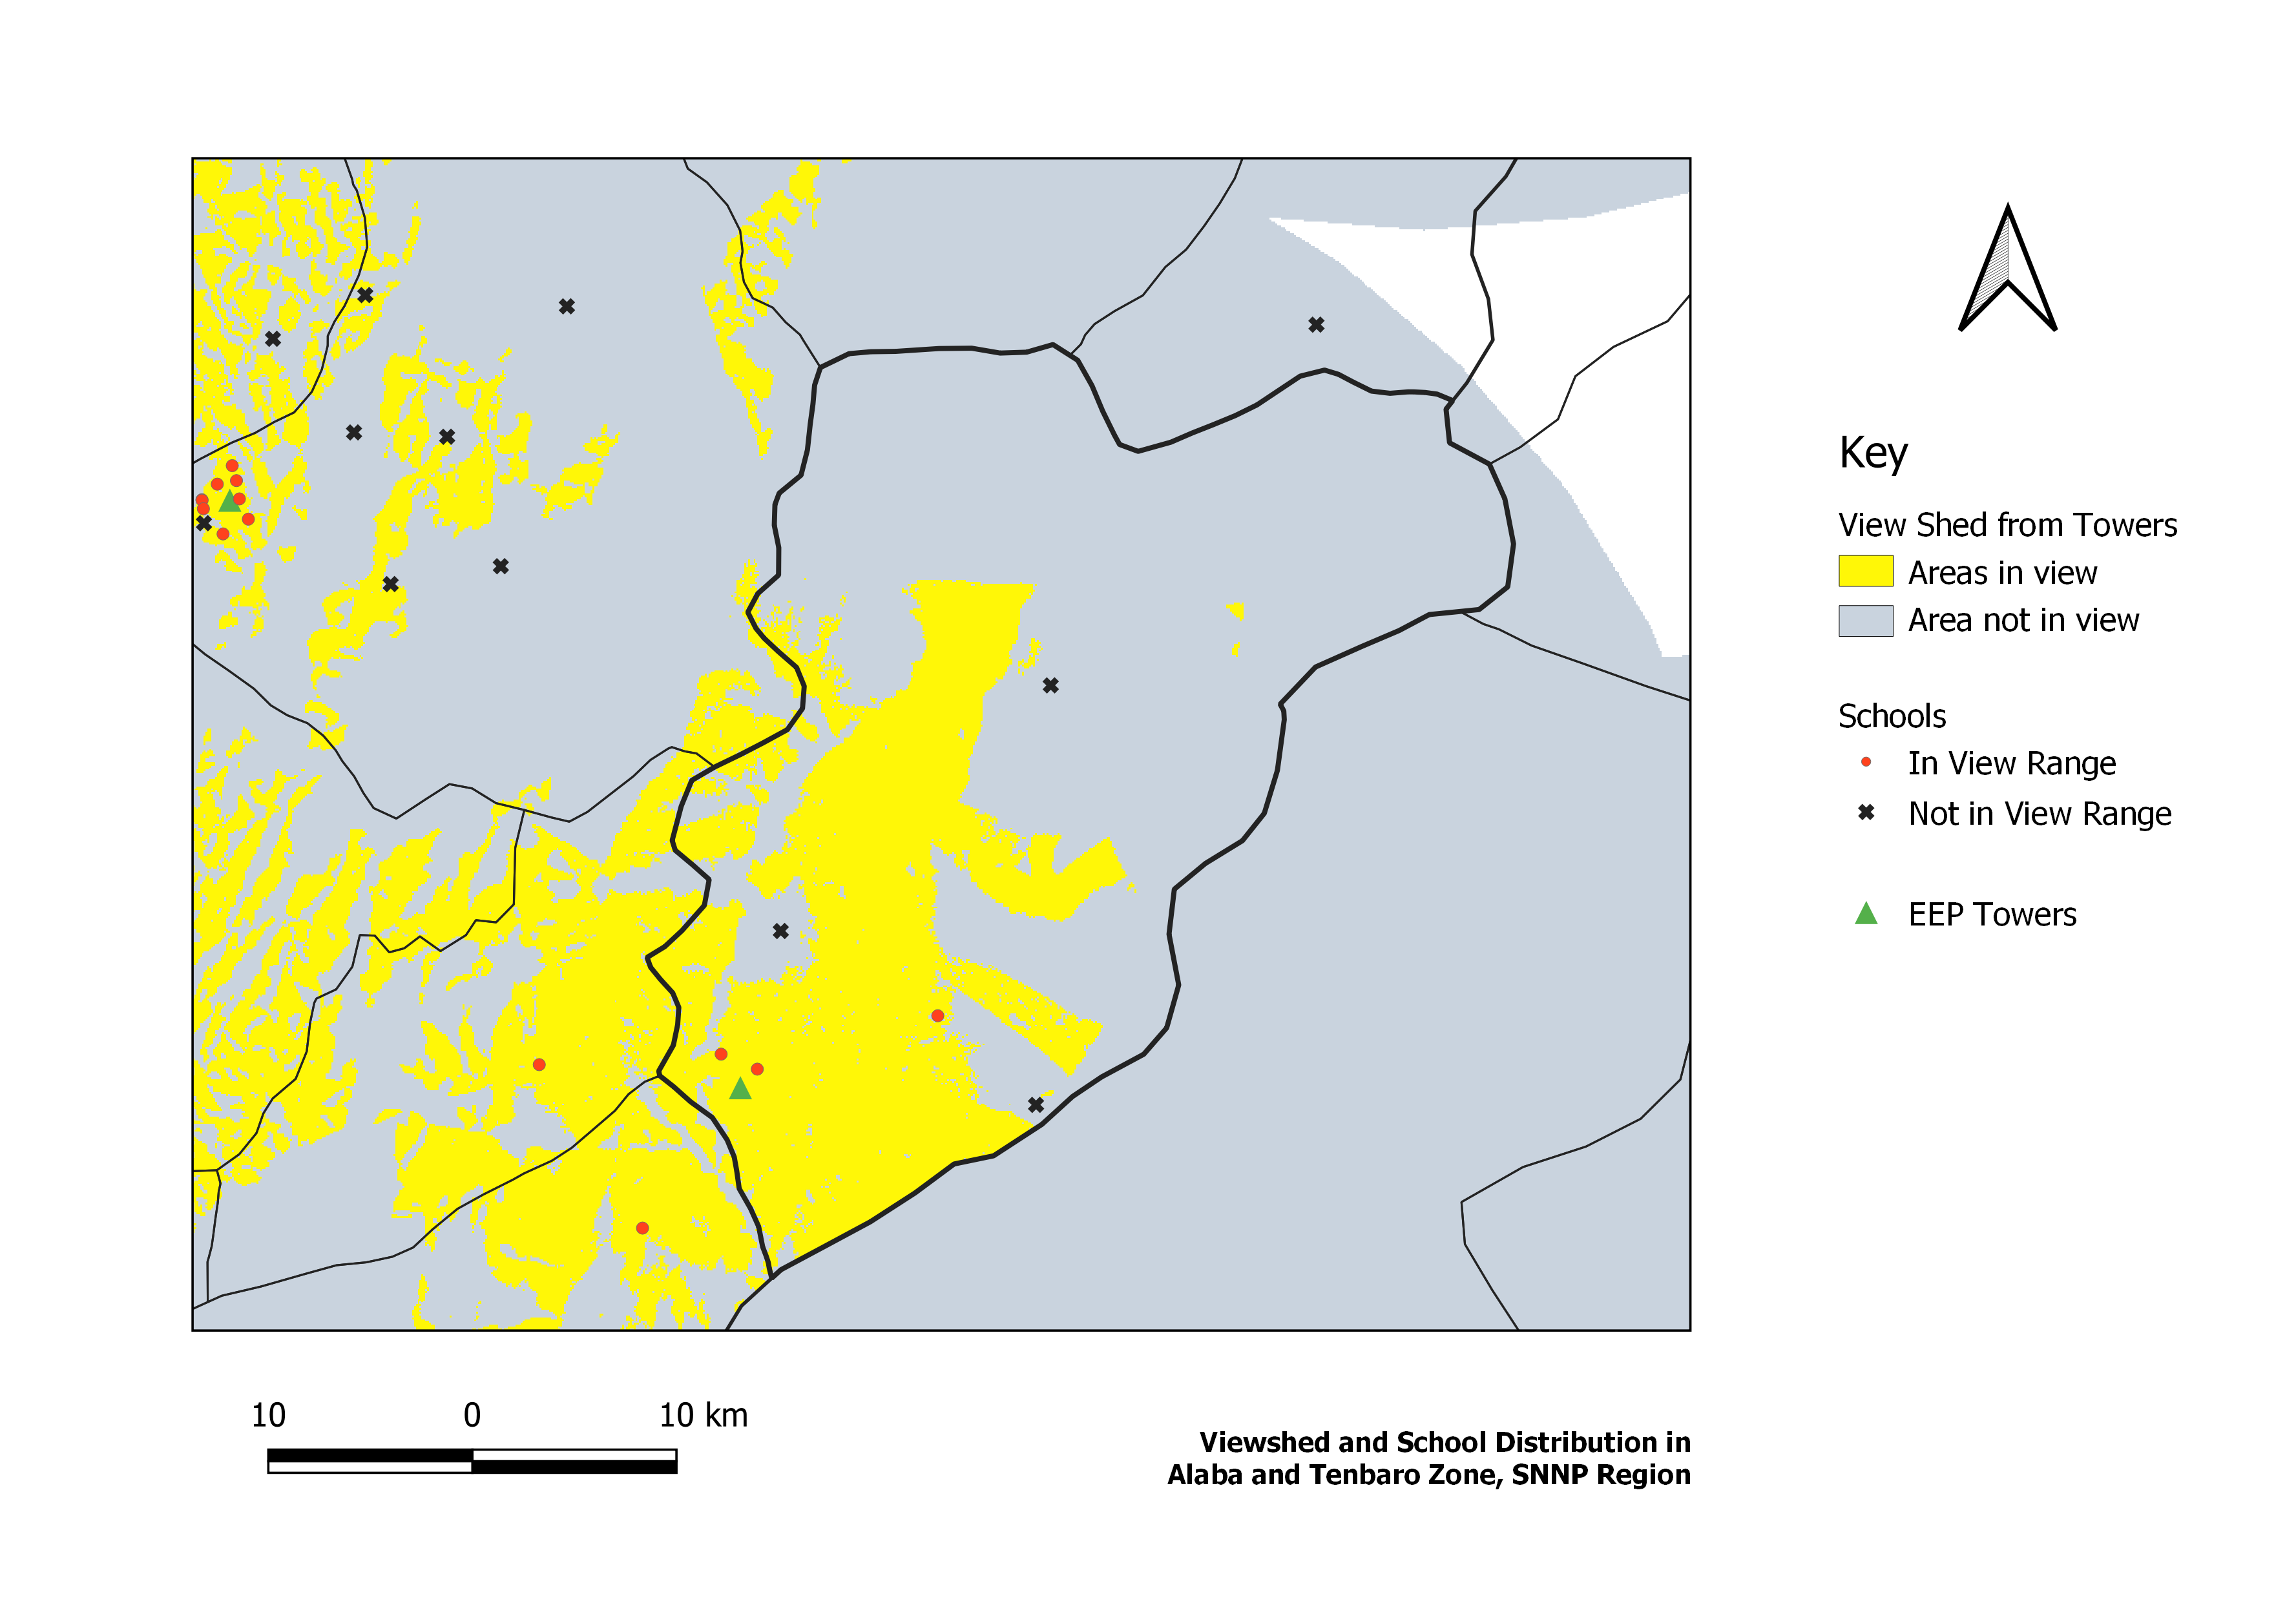 Key
View Shed from Towers
Areas in view
Area not in view
Schools
In View Range
Not in View Range
EEP Towers
10 0 10 km
Viewshed and School Distribution in
Alaba and Tenbaro Zone, SNNP Region